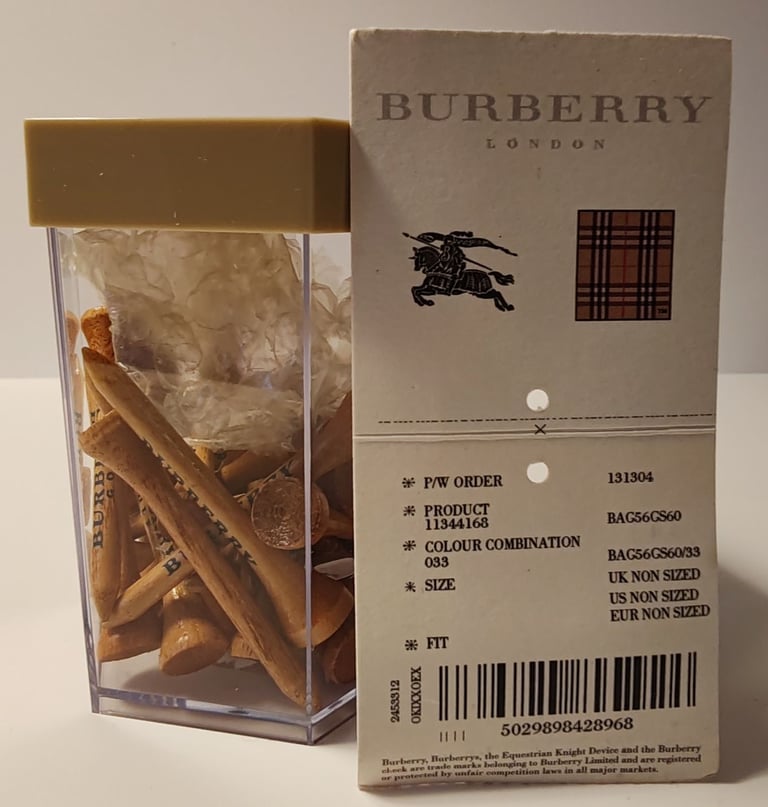 BURBERRY
LONDON
TM
P/W ORDER 131304
PRODUCT
11344168 BAG56GS60
COLOUR COMBINATION
033 BAG56GS60/33
SIZE UK NON SIZED
US NON SIZED
EUR NON SIZED
FIT
2453312
5029898428968
Burberry, Burberrys, the Equestrian Knight Device and the Burberry
check are trade marks belonging to Burberry Limited and are registered
or protected by unfair competition laws in all major markets.
BURBERRY